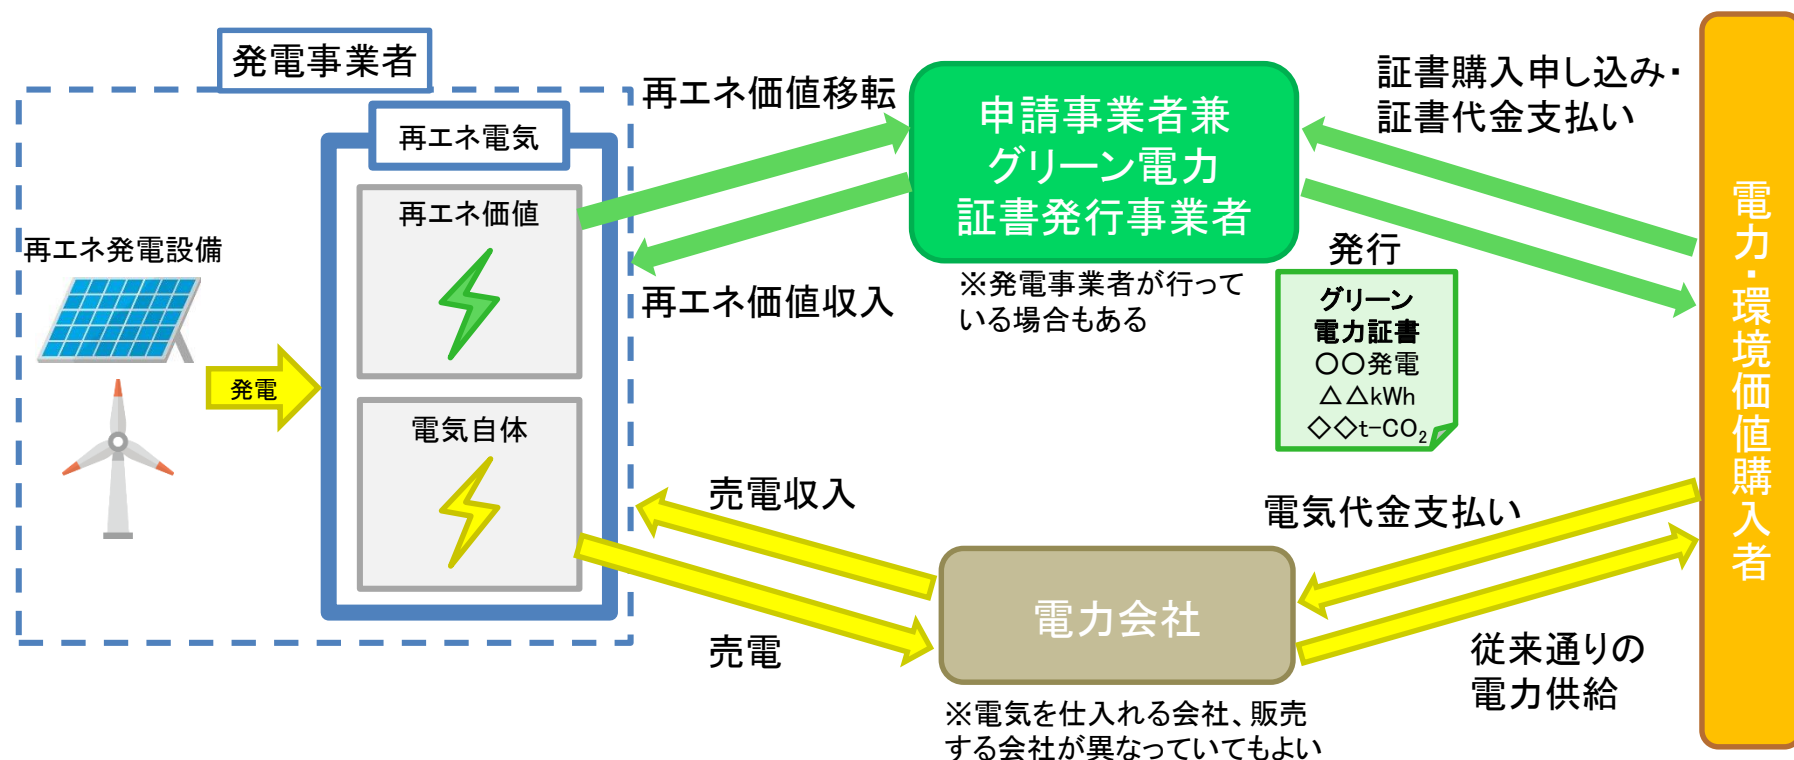 発電事業者
再エネ電気
再エネ価値
再エネ発電設備
発電
電気自体
再エネ価値移転
再エネ価値収入
申請事業者兼
グリーン電力
証書発行事業者
※発電事業者が行って
いる場合もある
証書購入申し込み・
証書代金支払い
発行
グリーン
電力証書
〇〇発電
△△kWh
◇◇t-CO₂
売電収入
売電
電力会社
※電気を仕入れる会社、販売
する会社が異なっていてもよい
電気代金支払い
従来通りの
電力供給
電力・環境価値購入者